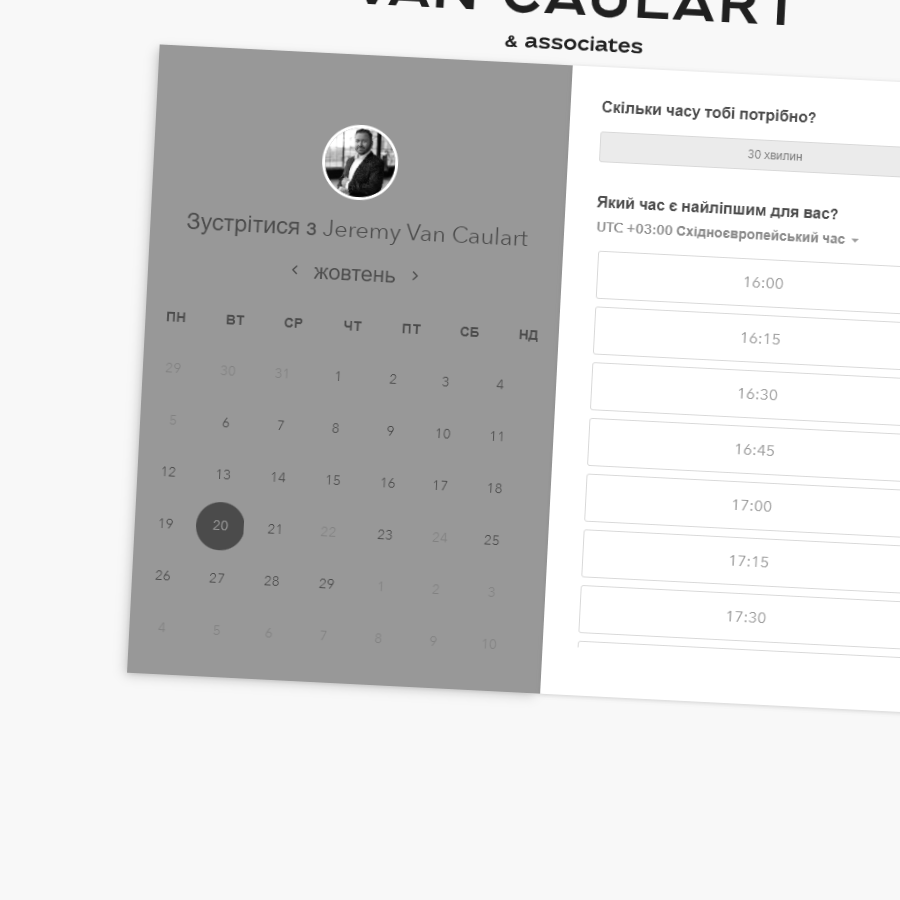 VAN CAULART
& associates
Зустрітися з Jeremy Van Caulart
‹ жовтень ›
ПН ВТ СР ЧТ ПТ СБ НД
29 30 31 1 2 3 4
5 6 7 8 9 10 11
12 13 14 15 16 17 18
19 20 21 22 23 24 25
26 27 28 29 1 2 3
4 5 6 7 8 9 10
Скільки часу тобі потрібно?
30 хвилин
Який час є найліпшим для вас?
UTC +03:00 Східноєвропейський час
16:00
16:15
16:30
16:45
17:00
17:15
17:30